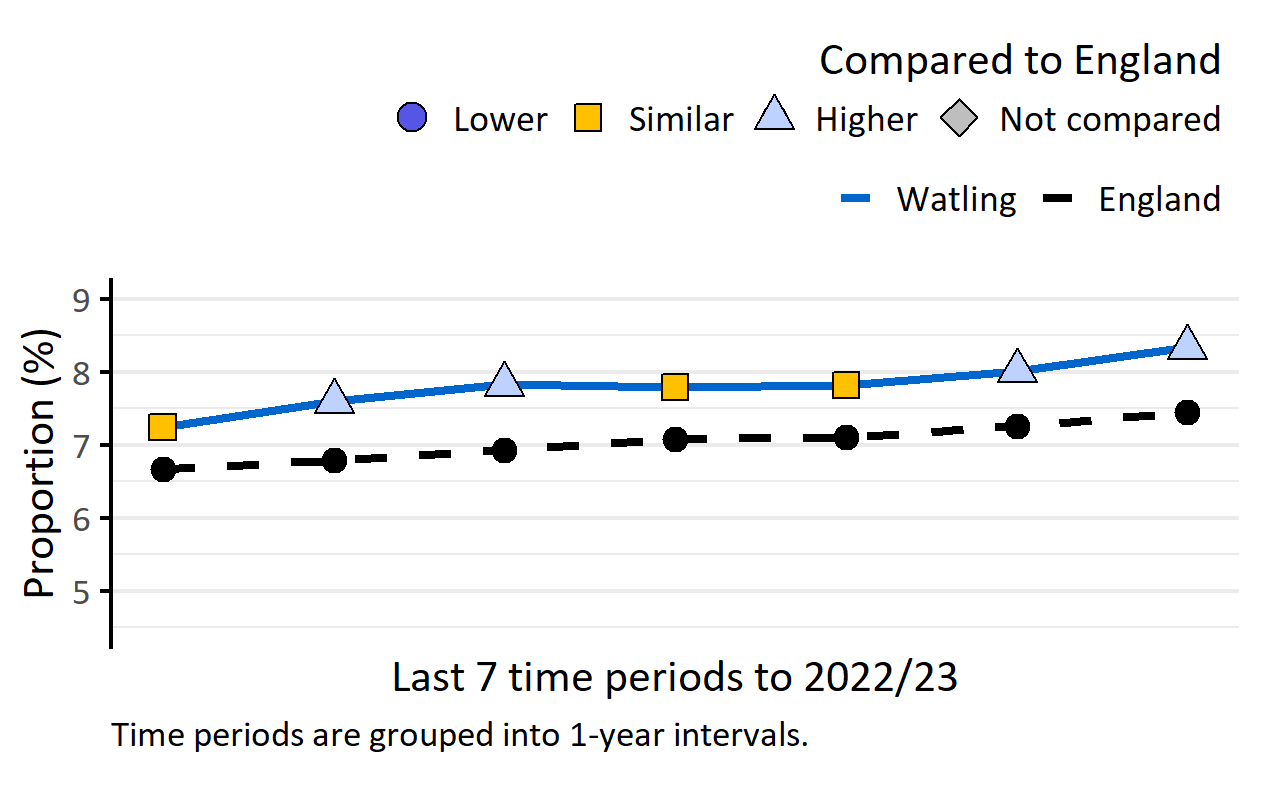 Compared to England
Lower Similar Higher Not compared
Watling England
Proportion (%)
9
8
7
6
5
Last 7 time periods to 2022/23
Time periods are grouped into 1-year intervals.